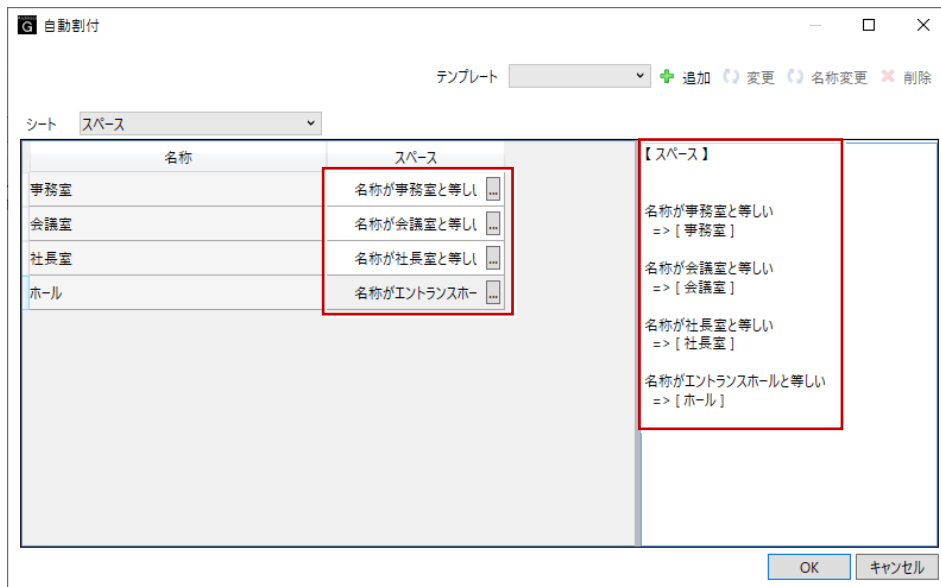 G 自動割付
テンプレート 追加 変更 名称変更 削除
シート スペース
名称 スペース
事務室 名称が事務室と等しい ...
会議室 名称が会議室と等しい ...
社長室 名称が社長室と等しい ...
ホール 名称がエントランスホー ...
【 スペース 】
名称が事務室と等しい
=> [ 事務室 ]
名称が会議室と等しい
=> [ 会議室 ]
名称が社長室と等しい
=> [ 社長室 ]
名称がエントランスホールと等しい
=> [ ホール ]
OK キャンセル